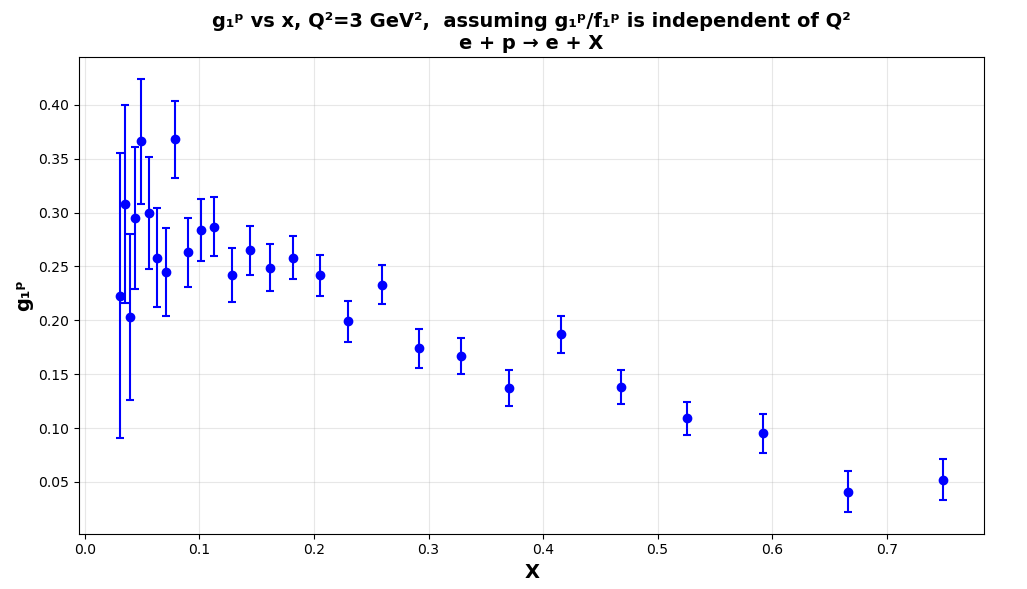 g₁ᵖ vs x, Q²=3 GeV²,  assuming g₁ᵖ/f₁ᵖ is independent of Q²
e + p → e + X
g₁ᵖ
0.40
0.35
0.30
0.25
0.20
0.15
0.10
0.05
0.0 0.1 0.2 0.3 0.4 0.5 0.6 0.7
X